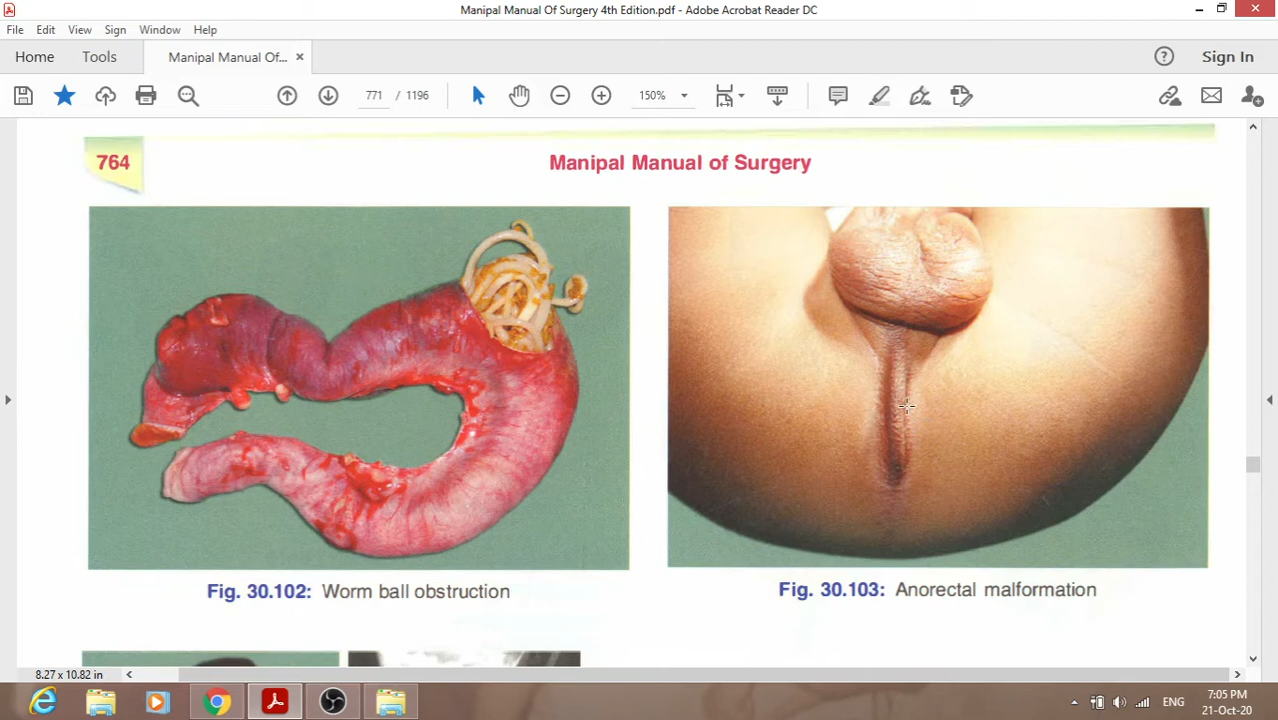 Manipal Manual Of Surgery 4th Edition.pdf - Adobe Acrobat Reader DC
File Edit View Sign Window Help
Home Tools Manipal Manual Of... × Sign In
771 / 1196 150%
764 Manipal Manual of Surgery
Fig. 30.102: Worm ball obstruction
Fig. 30.103: Anorectal malformation
8.27 x 10.82 in
ENG
7:05 PM
21-Oct-20